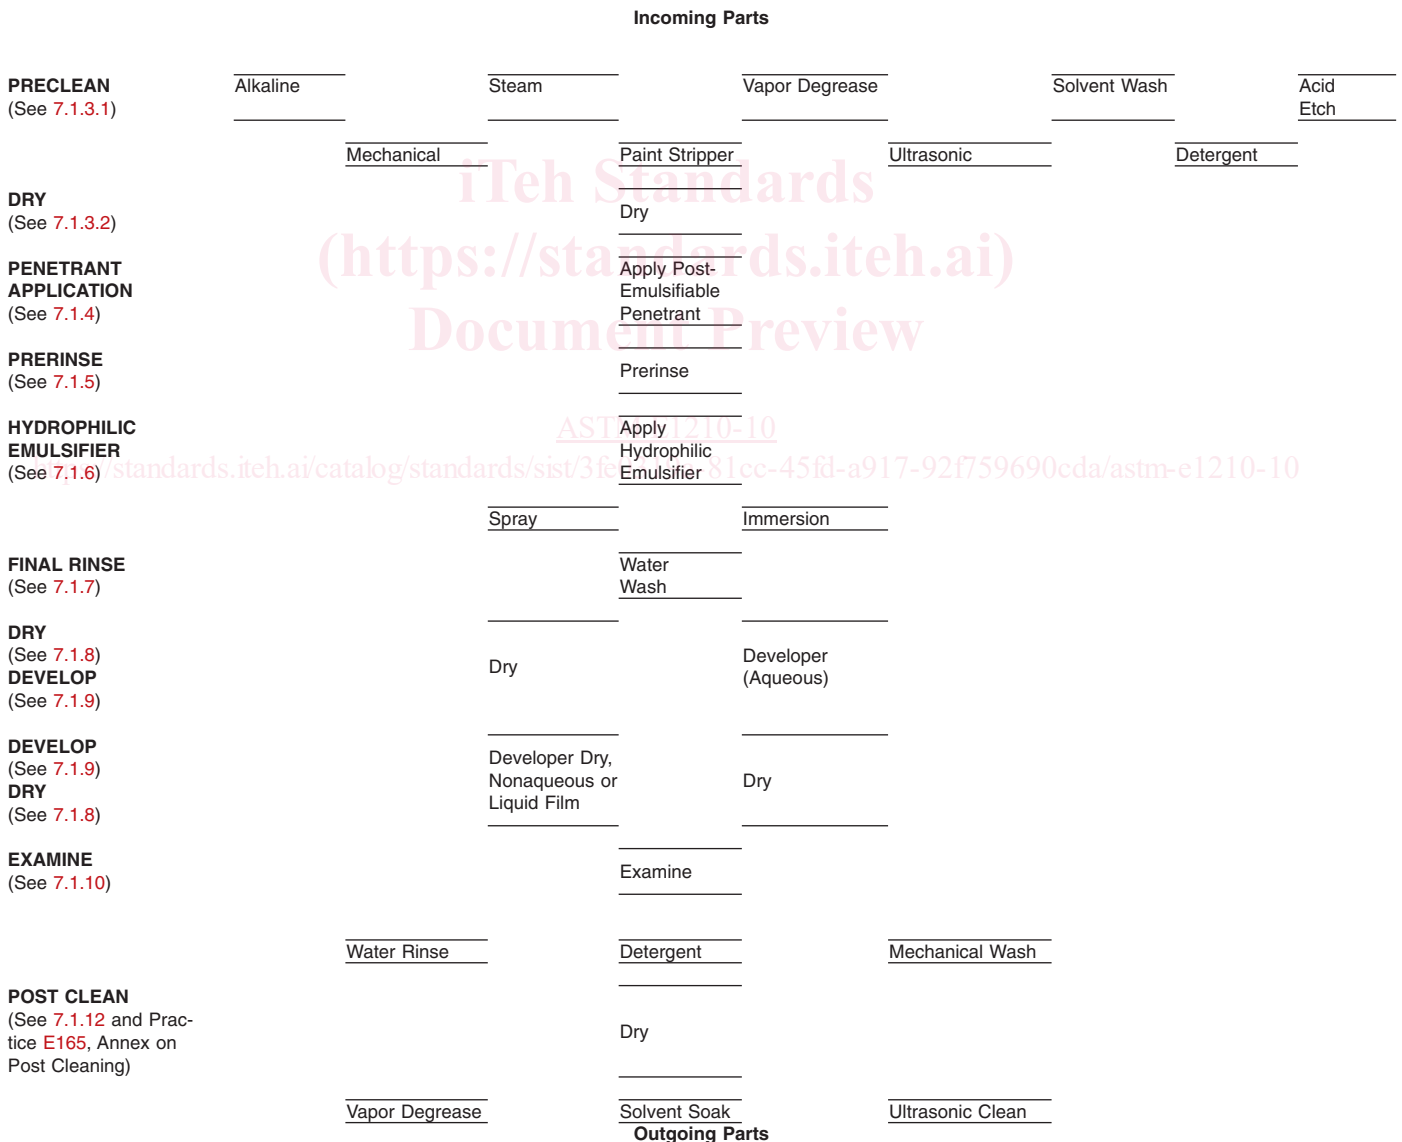 Incoming Parts
PRECLEAN
(See 7.1.3.1)
Alkaline
Steam
Vapor Degrease
Solvent Wash
Acid
Etch
Mechanical
Paint Stripper
Ultrasonic
Detergent
iTeh Standards
DRY
(See 7.1.3.2)
Dry
(https://standards.iteh.ai)
PENETRANT
APPLICATION
(See 7.1.4)
Apply Post-
Emulsifiable
Penetrant
Document Preview
PRERINSE
(See 7.1.5)
Prerinse
ASTM E1210-10
HYDROPHILIC
EMULSIFIER
(See 7.1.6)
Apply
Hydrophilic
Emulsifier
https://standards.iteh.ai/catalog/standards/sist/ 81cc-45fd-a917-92f759690cda/astm-e1210-10
Spray
Immersion
FINAL RINSE
(See 7.1.7)
Water
Wash
DRY
(See 7.1.8)
DEVELOP
(See 7.1.9)
Dry
Developer
(Aqueous)
DEVELOP
(See 7.1.9)
DRY
(See 7.1.8)
Developer Dry,
Nonaqueous or
Liquid Film
Dry
EXAMINE
(See 7.1.10)
Examine
Water Rinse
Detergent
Mechanical Wash
POST CLEAN
(See 7.1.12 and Prac-
tice E165, Annex on
Post Cleaning)
Dry
Vapor Degrease
Solvent Soak
Ultrasonic Clean
Outgoing Parts